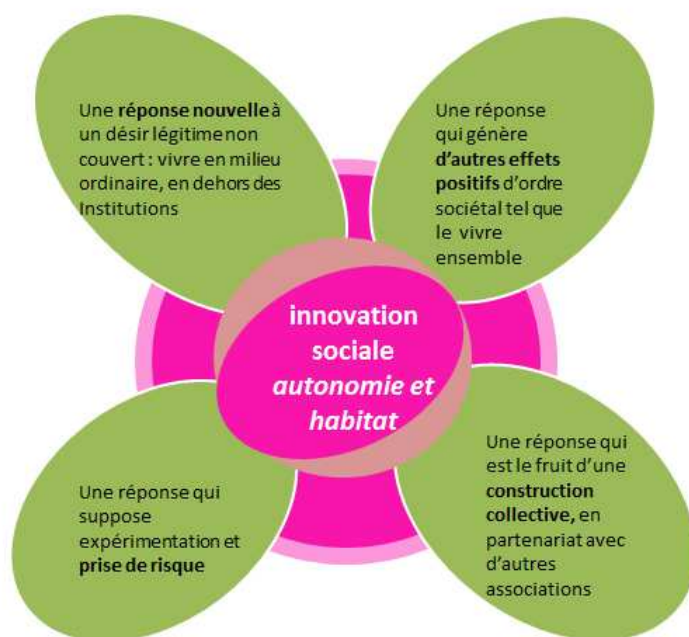 Une réponse nouvelle à
un désir légitime non
couvert : vivre en milieu
ordinaire, en dehors des
Institutions
Une réponse
qui génère
d'autres effets
positifs d'ordre
sociétal tel que
le vivre
ensemble
innovation
sociale
autonomie et
habitat
Une réponse qui
suppose
expérimentation et
prise de risque
Une réponse qui
est le fruit d'une
construction
collective, en
partenariat avec
d'autres
associations